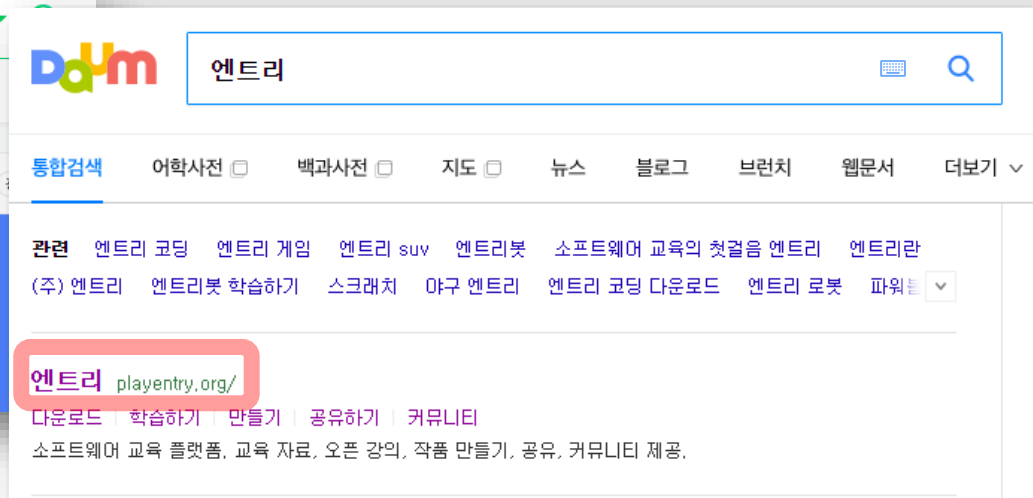 Daum
엔트리
통합검색 어학사전 백과사전 지도 뉴스 블로그 브런치 웹문서 더보기
관련 엔트리 코딩 엔트리 게임 엔트리 suv 엔트리봇 소프트웨어 교육의 첫걸음 엔트리 엔트리란
(주) 엔트리 엔트리봇 학습하기 스크래치 야구 엔트리 엔트리 코딩 다운로드 엔트리 로봇 파워
엔트리 playentry.org/
다운로드 학습하기 만들기 공유하기 커뮤니티
소프트웨어 교육 플랫폼. 교육 자료, 오픈 강의, 작품 만들기, 공유, 커뮤니티 제공.